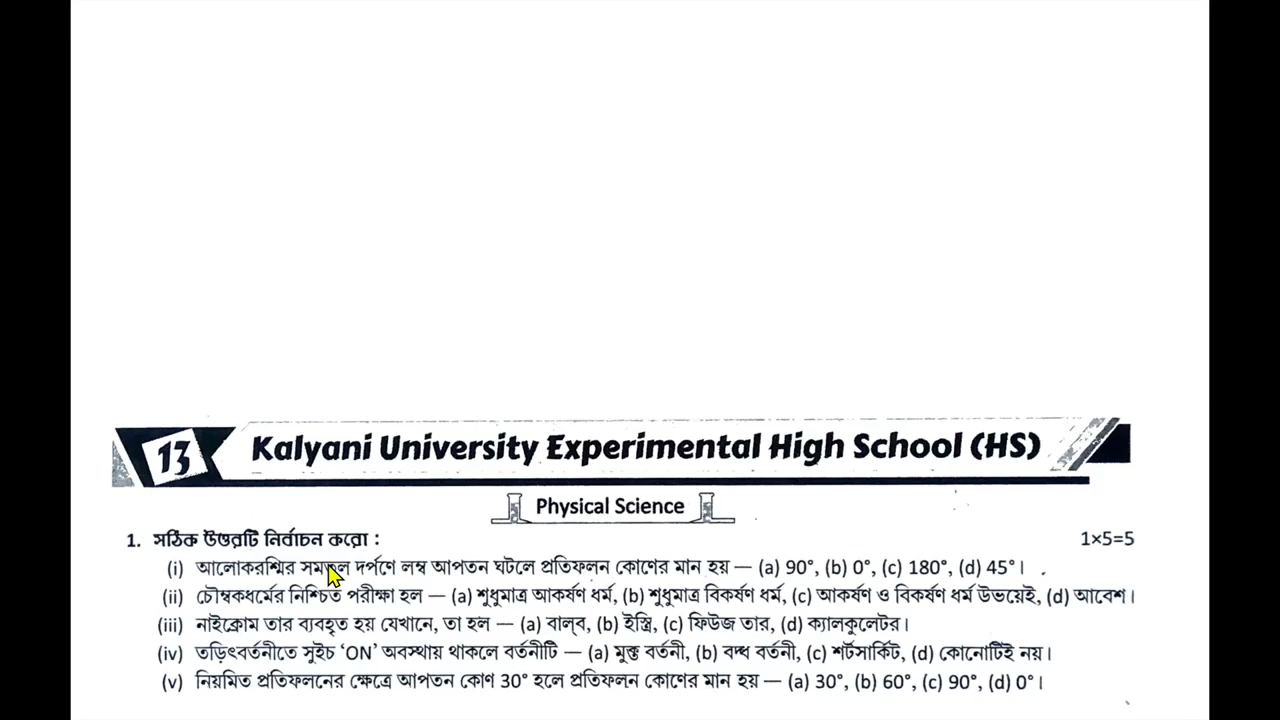 13 Kalyani University Experimental High School (HS)
Physical Science
1. সঠিক উত্তরটি নির্বাচন করো : 1×5=5
(i) আলোকরশ্মির সমতল দর্পণে লম্ব আপতন ঘটলে প্রতিফলন কোণের মান হয় — (a) 90°, (b) 0°, (c) 180°, (d) 45°।
(ii) চৌম্বকধর্মের নিশ্চিত পরীক্ষা হল — (a) শুধুমাত্র আকর্ষণ ধর্ম, (b) শুধুমাত্র বিকর্ষণ ধর্ম, (c) আকর্ষণ ও বিকর্ষণ ধর্ম উভয়েই, (d) আবেশ।
(iii) নাইক্রোম তার ব্যবহৃত হয় যেখানে, তা হল — (a) বাল্‌ব, (b) ইস্ত্রি, (c) ফিউজ তার, (d) ক্যালকুলেটর।
(iv) তড়িৎবর্তনীতে সুইচ ‘ON’ অবস্থায় থাকলে বর্তনীটি — (a) মুক্ত বর্তনী, (b) বদ্ধ বর্তনী, (c) শর্টসার্কিট, (d) কোনোটিই নয়।
(v) নিয়মিত প্রতিফলনের ক্ষেত্রে আপতন কোণ 30° হলে প্রতিফলন কোণের মান হয় — (a) 30°, (b) 60°, (c) 90°, (d) 0°।